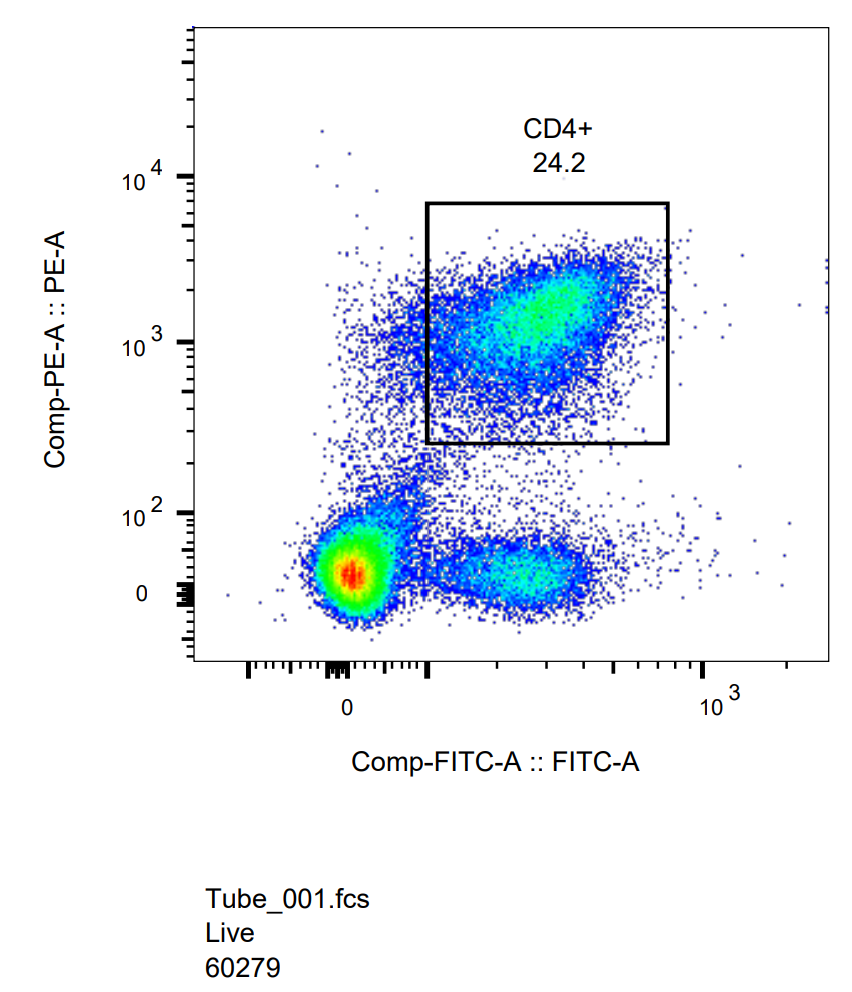 CD4+
24.2
10 4
10 3
10 2
0
Comp-PE-A :: PE-A
0
10 3
Comp-FITC-A :: FITC-A
Tube_001.fcs
Live
60279